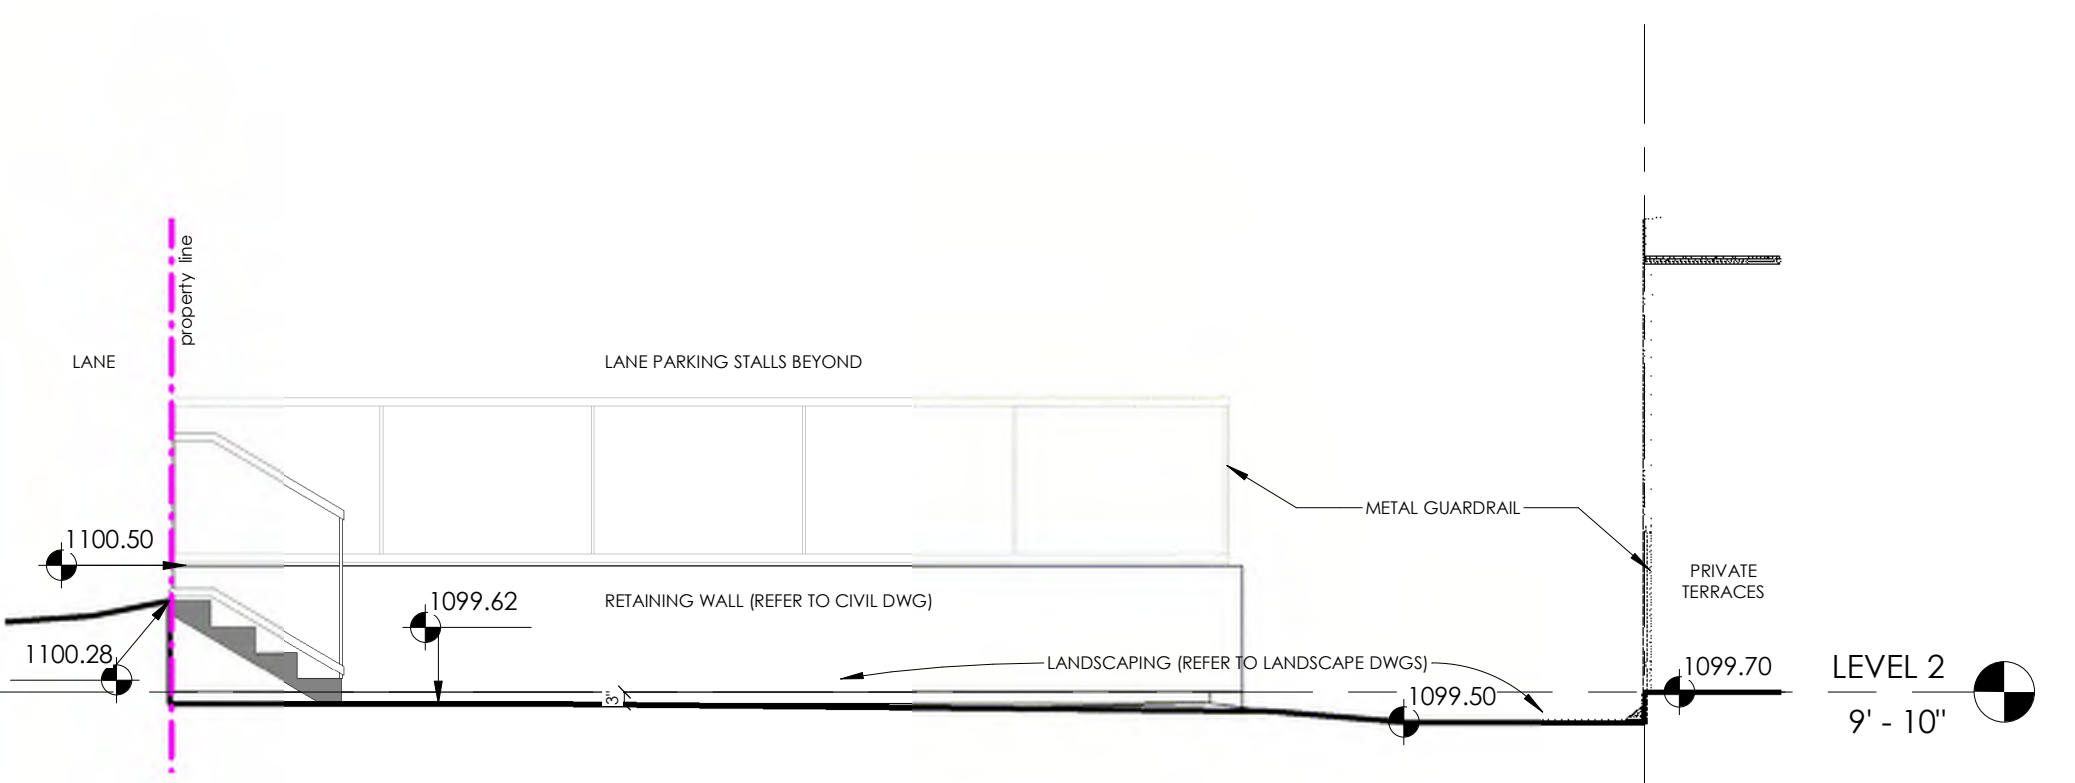 property line
LANE
LANE PARKING STALLS BEYOND
METAL GUARDRAIL
1100.50
PRIVATE
TERRACES
1099.62
RETAINING WALL (REFER TO CIVIL DWG)
1100.28
LANDSCAPING (REFER TO LANDSCAPE DWGS)
1099.70
LEVEL 2
3"
1099.50
9' - 10"